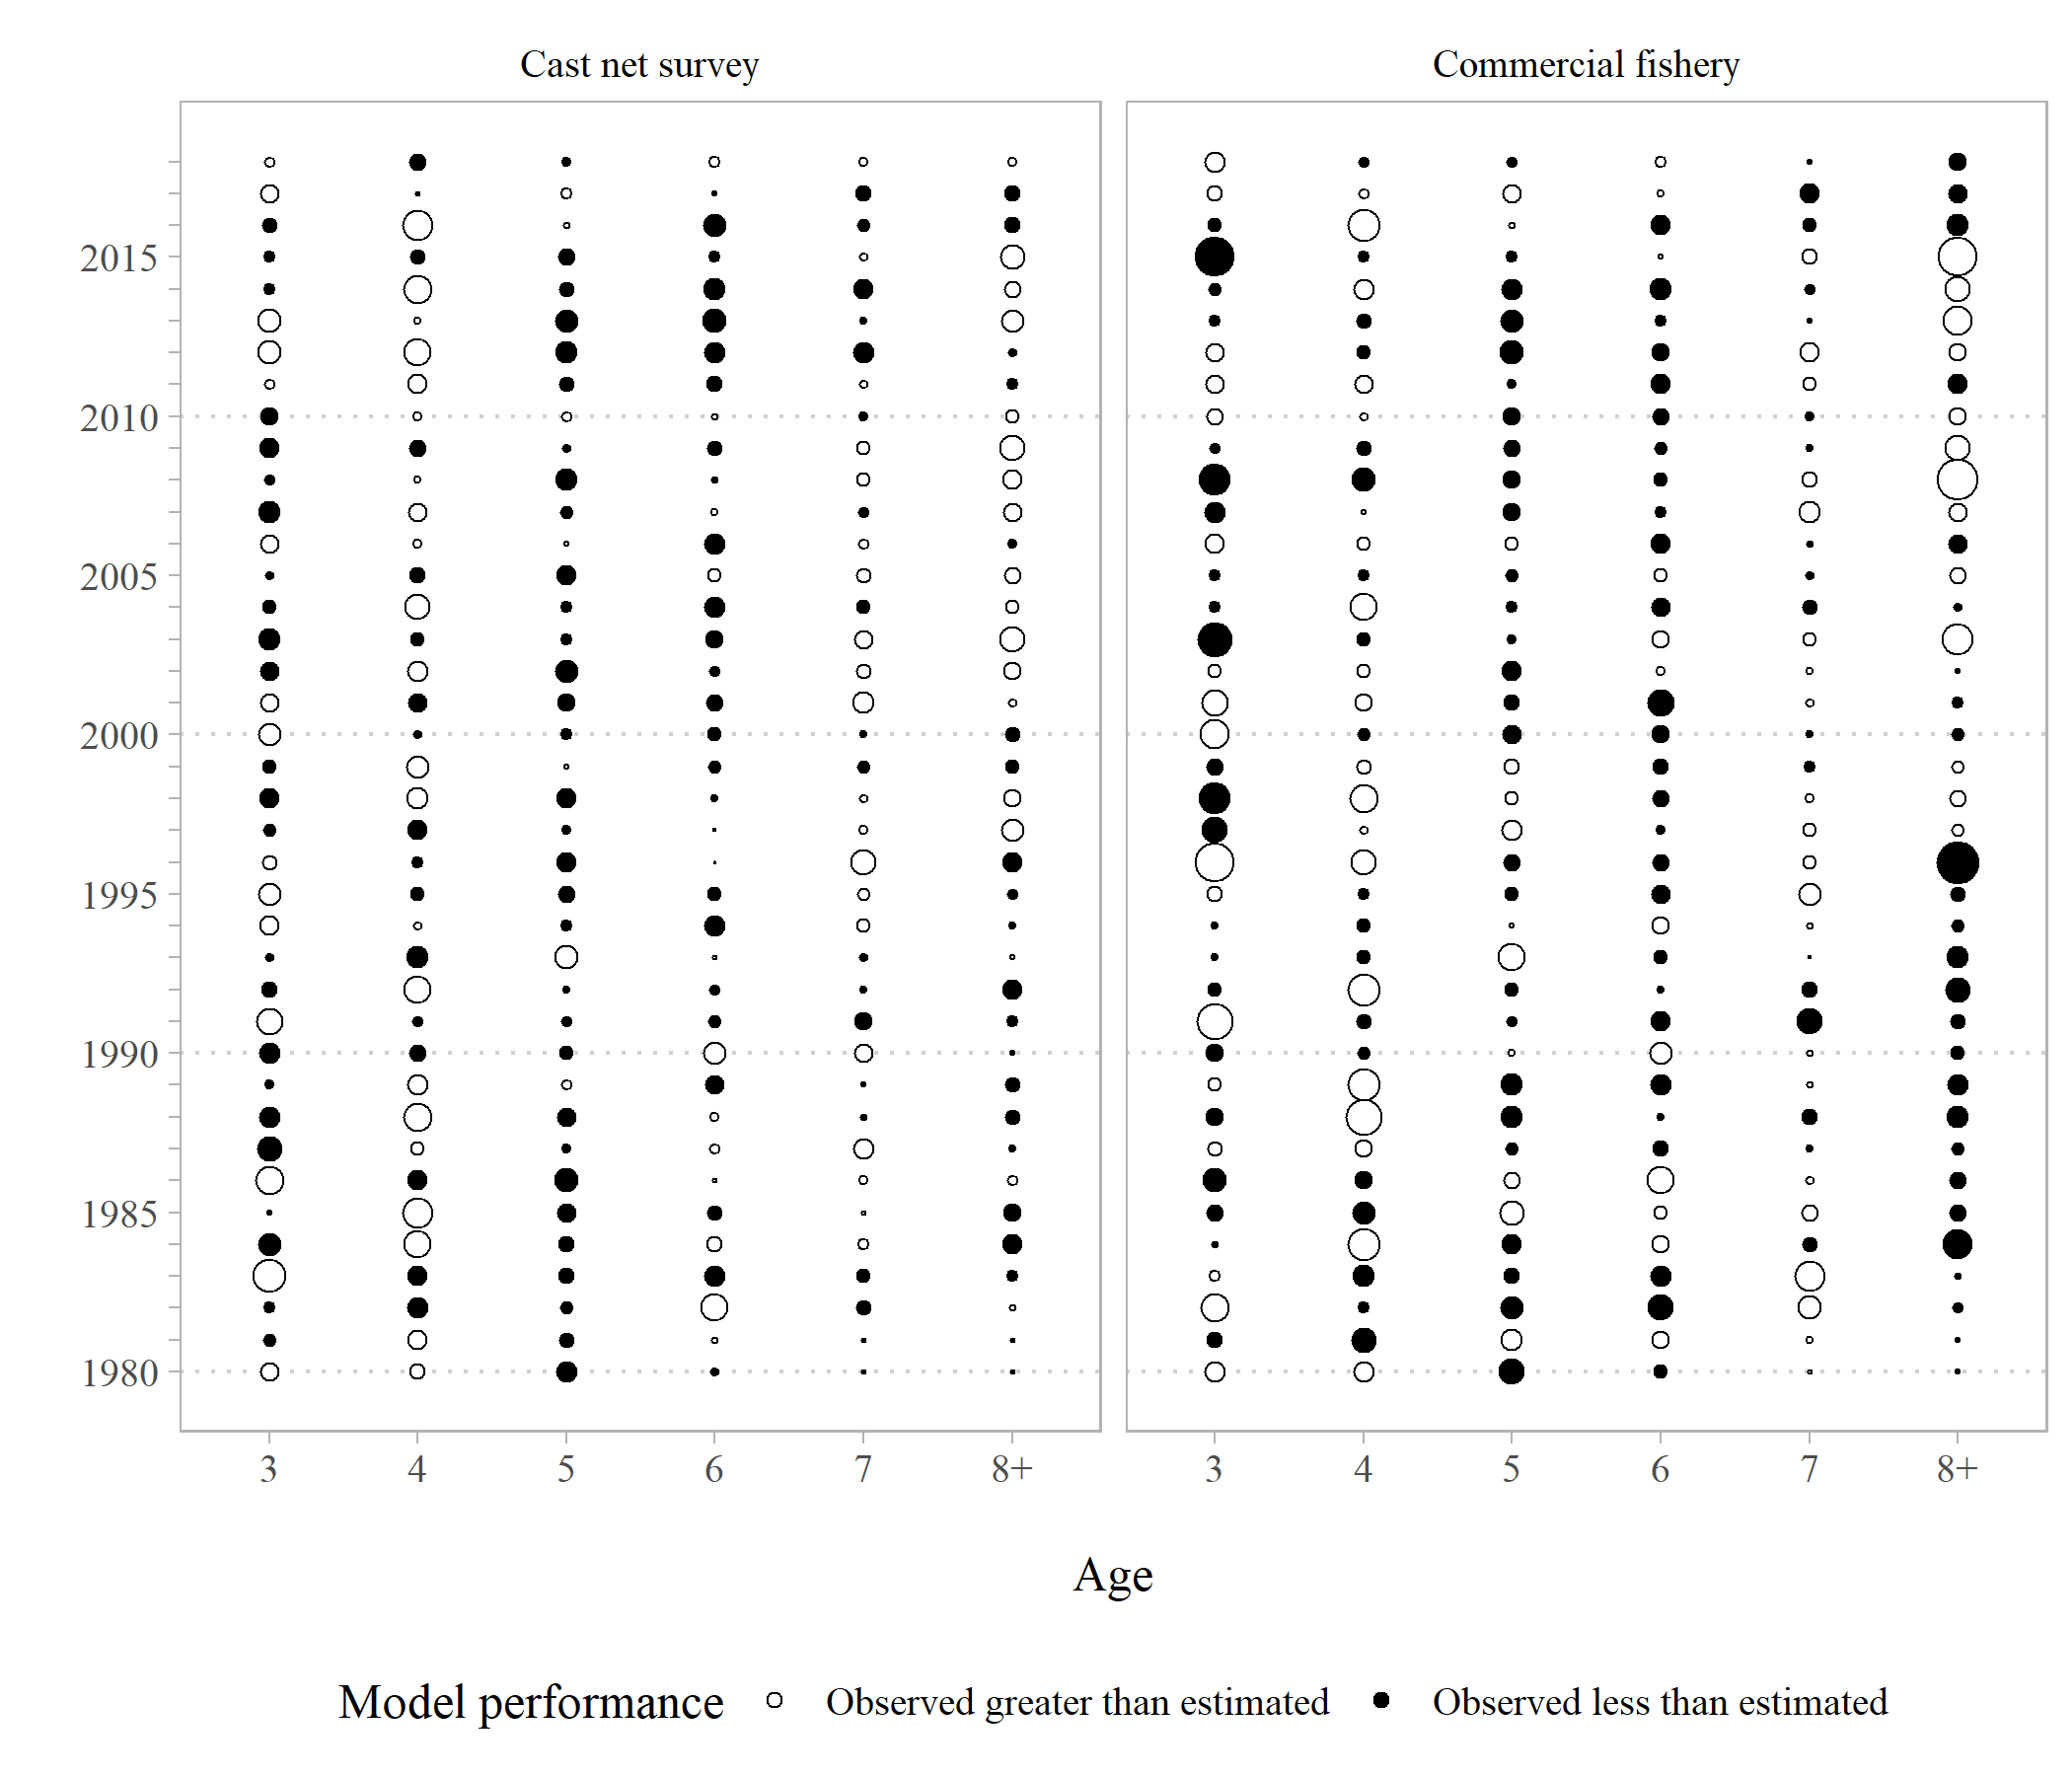 Cast net survey Commercial fishery
2015
2010
2005
2000
1995
1990
1985
1980
3 4 5 6 7 8+ 3 4 5 6 7 8+
Age
Model performance Observed greater than estimated Observed less than estimated